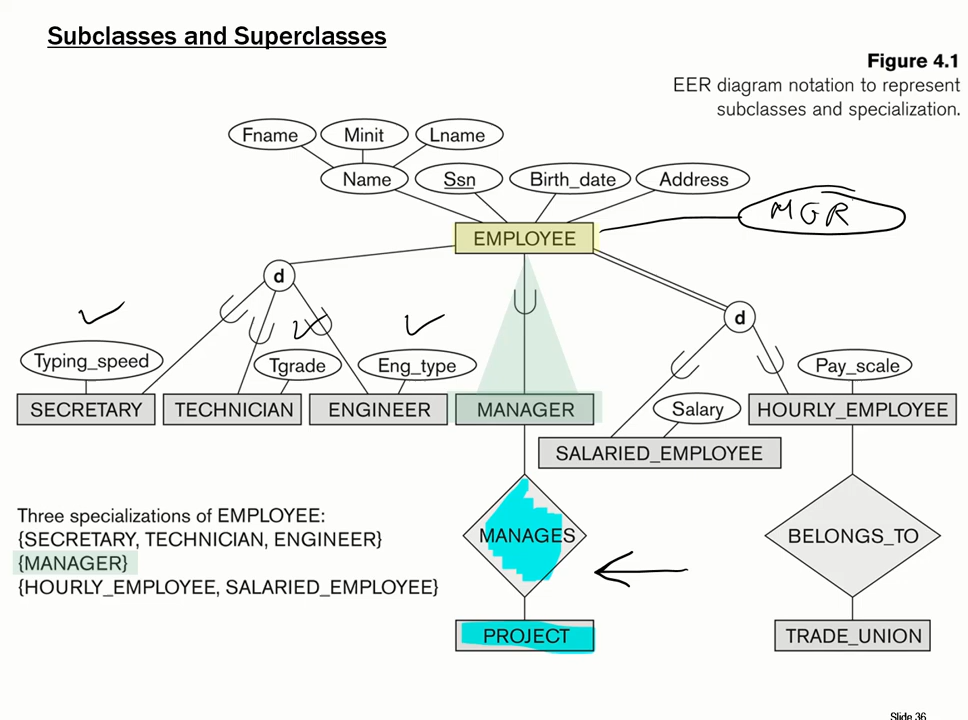 Subclasses and Superclasses
Figure 4.1
EER diagram notation to represent
subclasses and specialization.
Fname
Minit
Lname
Name
Ssn
Birth_date
Address
MGR
EMPLOYEE
d
d
Typing_speed
Tgrade
Eng_type
Pay_scale
SECRETARY
TECHNICIAN
ENGINEER
MANAGER
Salary
HOURLY_EMPLOYEE
SALARIED_EMPLOYEE
Three specializations of EMPLOYEE:
{SECRETARY, TECHNICIAN, ENGINEER}
{MANAGER}
{HOURLY_EMPLOYEE, SALARIED_EMPLOYEE}
MANAGES
BELONGS_TO
PROJECT
TRADE_UNION
Slide 36